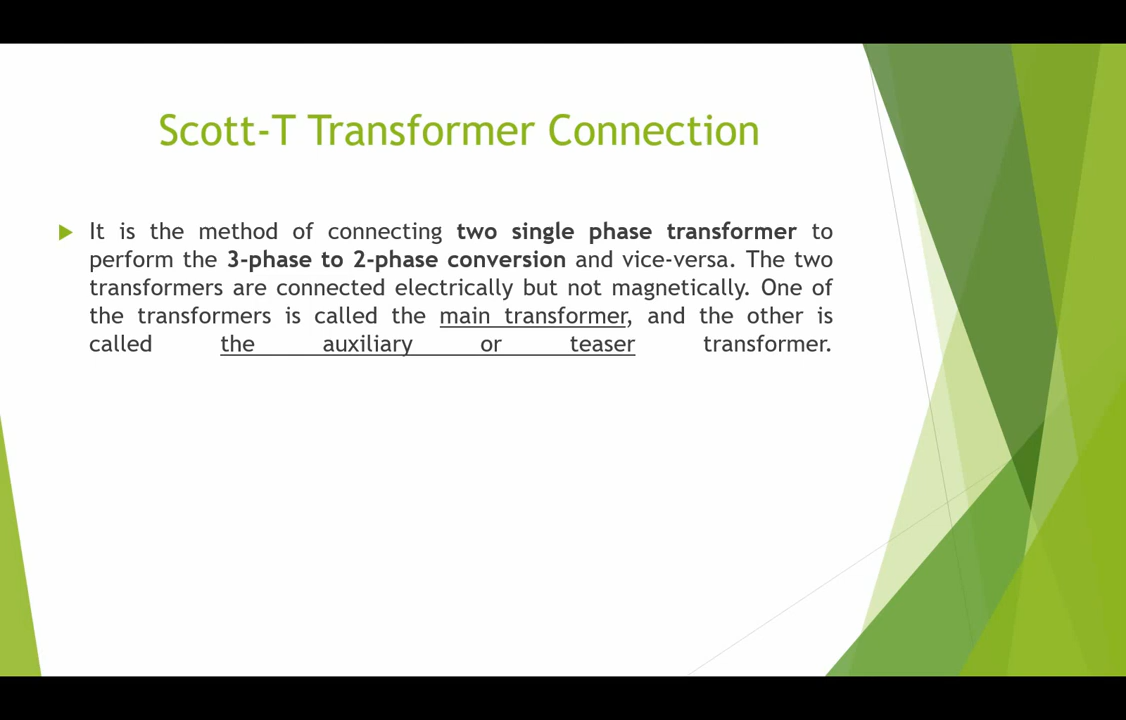 Scott-T Transformer Connection
It is the method of connecting two single phase transformer to
perform the 3-phase to 2-phase conversion and vice-versa. The two
transformers are connected electrically but not magnetically. One of
the transformers is called the main transformer, and the other is
called the auxiliary or teaser transformer.